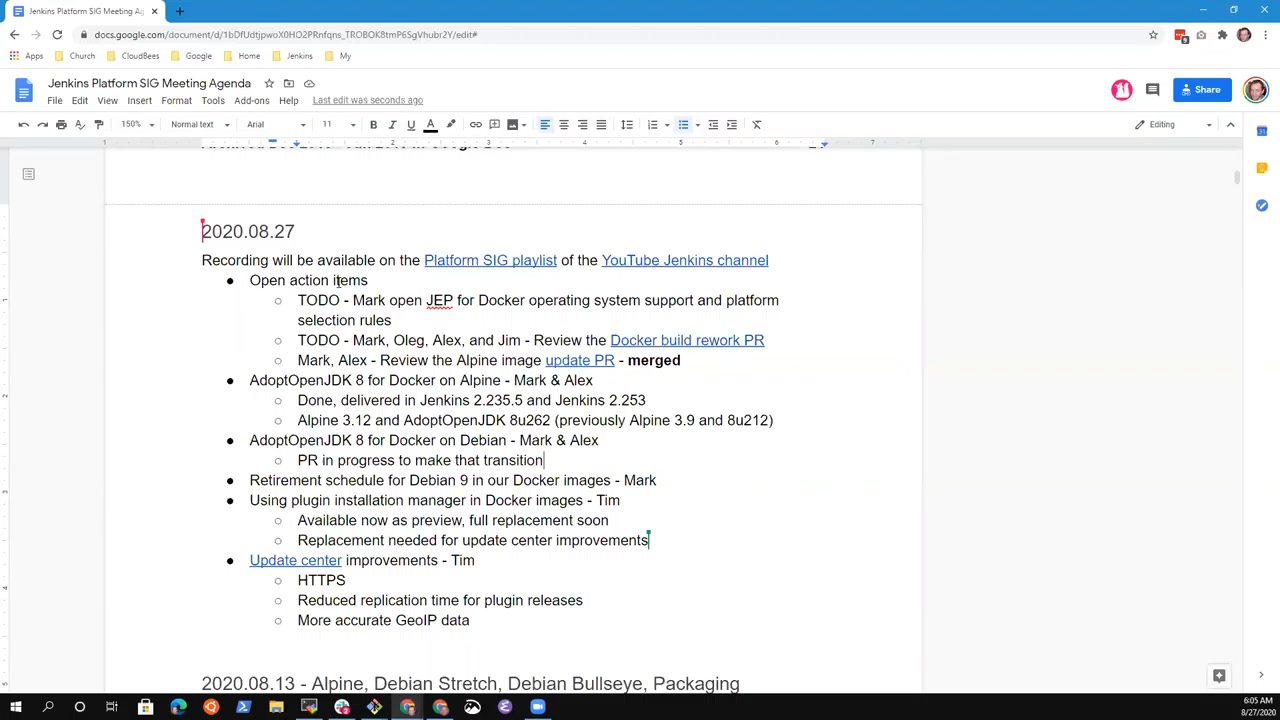 Jenkins Platform SIG Meeting Age
docs.google.com/document/d/1bDfUdtjpwoX0HO2PRnfqns_TROBOK8tmP6SgVhubr2Y/edit#
Apps Church CloudBees Google Home Jenkins My
Jenkins Platform SIG Meeting Agenda
File Edit View Insert Format Tools Add-ons Help Last edit was seconds ago
Share
150% Normal text Arial 11 Editing
1 1 2 3 4 5 6 7
2020.08.27
Recording will be available on the Platform SIG playlist of the YouTube Jenkins channel
● Open action items
○ TODO - Mark open JEP for Docker operating system support and platform
selection rules
○ TODO - Mark, Oleg, Alex, and Jim - Review the Docker build rework PR
○ Mark, Alex - Review the Alpine image update PR - merged
● AdoptOpenJDK 8 for Docker on Alpine - Mark & Alex
○ Done, delivered in Jenkins 2.235.5 and Jenkins 2.253
○ Alpine 3.12 and AdoptOpenJDK 8u262 (previously Alpine 3.9 and 8u212)
● AdoptOpenJDK 8 for Docker on Debian - Mark & Alex
○ PR in progress to make that transition
● Retirement schedule for Debian 9 in our Docker images - Mark
● Using plugin installation manager in Docker images - Tim
○ Available now as preview, full replacement soon
○ Replacement needed for update center improvements
● Update center improvements - Tim
○ HTTPS
○ Reduced replication time for plugin releases
○ More accurate GeoIP data
2020.08.13 - Alpine, Debian Stretch, Debian Bullseye, Packaging
6:05 AM
8/27/2020